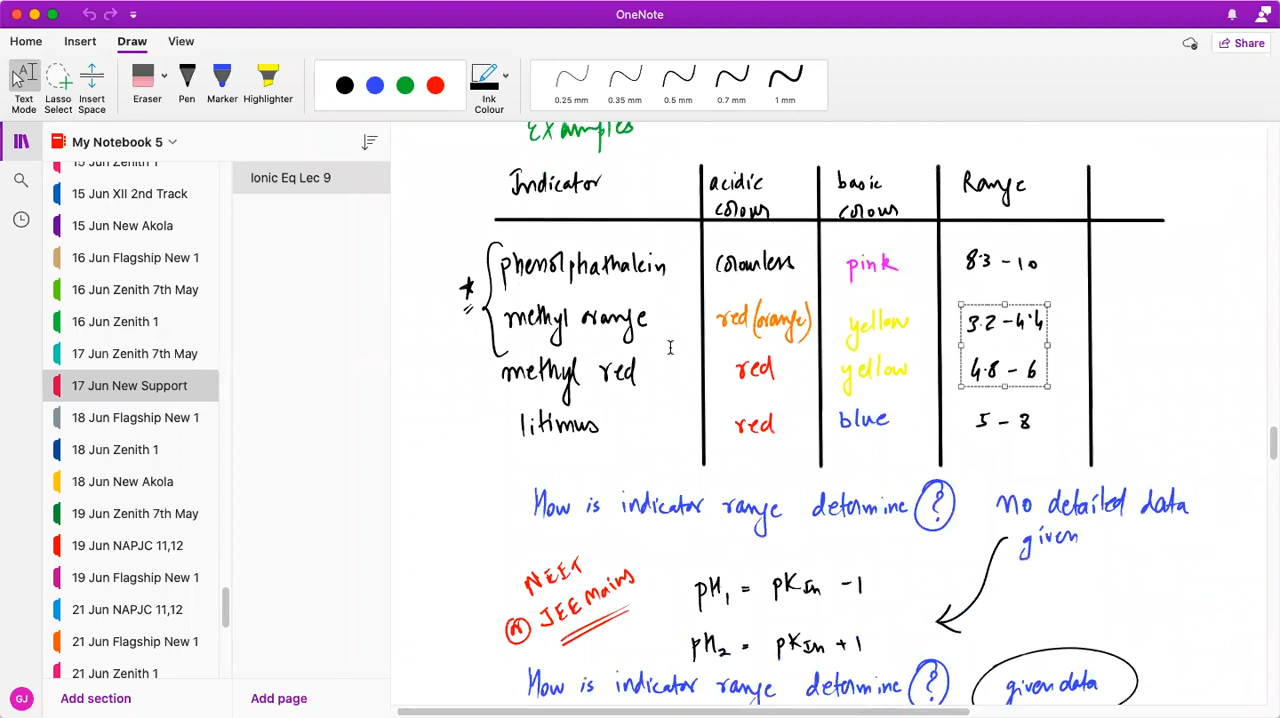 OneNote
Home Insert Draw View
Share
Text Mode
Lasso Select
Insert Space
Eraser
Pen
Marker
Highlighter
Ink Colour
0.25 mm 0.35 mm 0.5 mm 0.7 mm 1 mm
My Notebook 5
15 Jun Zenith 1
15 Jun XII 2nd Track
15 Jun New Akola
16 Jun Flagship New 1
16 Jun Zenith 7th May
16 Jun Zenith 1
17 Jun Zenith 7th May
17 Jun New Support
18 Jun Flagship New 1
18 Jun Zenith 1
18 Jun New Akola
19 Jun Zenith 7th May
19 Jun NAPJC 11,12
19 Jun Flagship New 1
21 Jun NAPJC 11,12
21 Jun Flagship New 1
21 Jun Zenith 1
GJ
Add section
Ionic Eq Lec 9
Add page
Examples
Indicator acidic colour basic colour Range
phenolphathalein colourless pink 8.3 - 10
methyl orange red (orange) yellow 3.2 - 4.4
methyl red red yellow 4.8 - 6
litimus red blue 5 - 8
How is indicator range determine ? No detailed data given
NEET
JEE Mains
pH1 = pKIn - 1
pH2 = pKIn + 1
How is indicator range determine ? given data